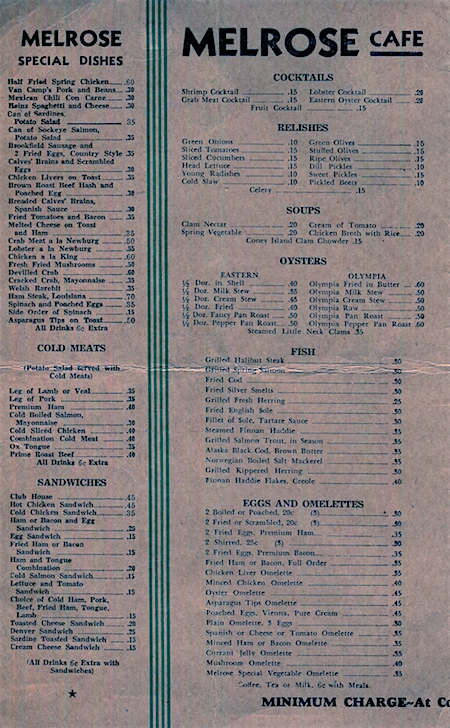 MELROSE
SPECIAL DISHES
Half Fried Spring Chicken .60
Van Camp's Pork and Beans .30
Mexican Chili Con Carne .30
Heinz Spaghetti and Cheese .30
Can of Sardines,
Potato Salad .35
Can of Sockeye Salmon,
Potato Salad .35
Brookfield Sausage and
2 Fried Eggs, Country Style .35
Calves' Brains and Scrambled
Eggs .30
Chicken Livers on Toast .35
Brown Roast Beef Hash and
Poached Egg .30
Breaded Calves' Brains,
Spanish Sauce .30
Fried Tomatoes and Bacon .35
Melted Cheese on Toast
and Ham .35
Crab Meat a la Newburg .50
Lobster a la Newburg .55
Chicken a la King .60
Fresh Fried Mushrooms .50
Devilled Crab .60
Cracked Crab, Mayonnaise .35
Welsh Rarebit .35
Ham Steak, Louisiana .70
Spinach and Poached Eggs .35
Side Order of Spinach .15
Asparagus Tips on Toast .50
All Drinks 6c Extra
COLD MEATS
(Potato Salad Served with
Cold Meats)
Leg of Lamb or Veal .35
Leg of Pork .35
Premium Ham .40
Cold Boiled Salmon,
Mayonnaise .30
Cold Sliced Chicken .40
Combination Cold Meat .40
Ox Tongue .35
Prime Roast Beef .40
All Drinks 6c Extra
SANDWICHES
Club House .45
Hot Chicken Sandwich .45
Cold Chicken Sandwich .35
Ham or Bacon and Egg
Sandwich .25
Egg Sandwich .15
Fried Ham or Bacon
Sandwich .15
Ham and Tongue
Combination .20
Cold Salmon Sandwich .15
Lettuce and Tomato
Sandwich .15
Choice of Cold Ham, Pork,
Beef, Fried Ham, Tongue,
Lamb .15
Toasted Cheese Sandwich .20
Denver Sandwich .25
Sardine Toasted Sandwich .15
Cream Cheese Sandwich .15
(All Drinks 6c Extra with
Sandwiches)
MELROSE CAFE
COCKTAILS
Shrimp Cocktail .15 Lobster Cocktail .20
Crab Meat Cocktail .15 Eastern Oyster Cocktail .20
Fruit Cocktail .15
RELISHES
Green Onions .10 Green Olives .15
Sliced Tomatoes .10 Stuffed Olives .15
Sliced Cucumbers .10 Ripe Olives .15
Head Lettuce .15 Dill Pickles .10
Young Radishes .10 Sweet Pickles .15
Cold Slaw .10 Pickled Beets .10
Celery .15
SOUPS
Clam Nectar .20 Cream of Tomato .20
Spring Vegetable .20 Chicken Broth with Rice .20
Coney Island Clam Chowder .15
OYSTERS
EASTERN OLYMPIA
½ Doz. in Shell .40 Olympia Fried in Butter .60
½ Doz. Milk Stew .35 Olympia Milk Stew .50
½ Doz. Cream Stew .45 Olympia Cream Stew .50
½ Doz. Fried .40 Olympia Raw .50
½ Doz. Fancy Pan Roast .50 Olympia Pan Roast .50
½ Doz. Pepper Pan Roast .50 Olympia Pepper Pan Roast .60
Steamed Little Neck Clams .35
FISH
Grilled Halibut Steak .30
Grilled Spring Salmon .30
Fried Cod .30
Fried Silver Smelts .30
Grilled Fresh Herring .25
Fried English Sole .30
Fillet of Sole, Tartare Sauce .30
Steamed Finnan Haddie .35
Grilled Salmon Trout, in Season .35
Alaska Black Cod, Brown Butter .35
Norwegian Boiled Salt Mackerel .35
Grilled Kippered Herring .30
Finnan Haddie Flakes, Creole .40
EGGS AND OMELETTES
2 Boiled or Poached, 20c (3) .30
2 Fried or Scrambled, 20c (3) .30
2 Fried Eggs, Premium Ham .35
2 Shirred, 25c (3) .30
2 Fried Eggs, Premium Bacon .35
Fried Ham or Bacon, Full Order .35
Chicken Liver Omelette .35
Minced Chicken Omelette .40
Oyster Omelette .45
Asparagus Tips Omelette .45
Poached Eggs, Vienna, Pure Cream .45
Plain Omelette, 3 Eggs .30
Spanish or Cheese or Tomato Omelette .35
Minced Ham or Bacon Omelette .35
Currant Jelly Omelette .35
Mushroom Omelette .40
Melrose Special Vegetable Omelette .35
Coffee, Tea or Milk, 6c with Meals.
MINIMUM CHARGE~At Co